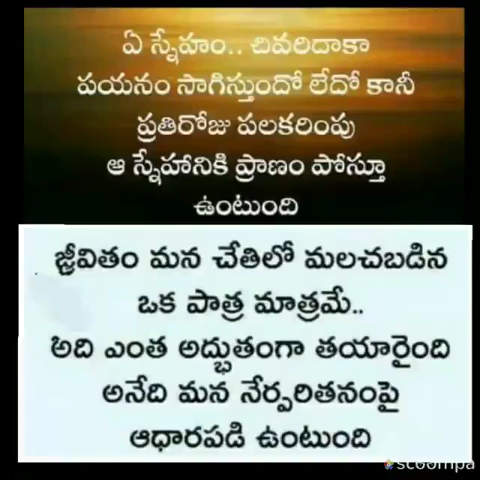 ఏ స్నేహం.. చివరిదాకా
పయనం సాగిస్తుందో లేదో కానీ
ప్రతిరోజు పలకరింపు
ఆ స్నేహానికి ప్రాణం పోస్తూ
ఉంటుంది
జీవితం మన చేతిలో మలచబడిన
ఒక పాత్ర మాత్రమే..
అది ఎంత అద్భుతంగా తయారైంది
అనేది మన నేర్పరితనంపై
ఆధారపడి ఉంటుంది
scoompa